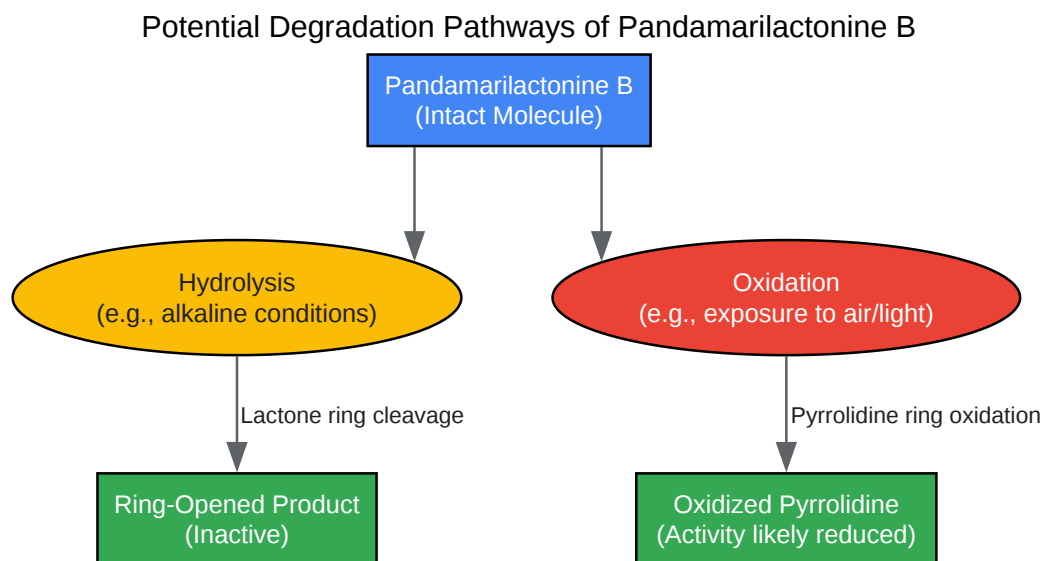 Potential Degradation Pathways of Pandamarilactonine B
Pandamarilactonine B
(Intact Molecule)
Hydrolysis
(e.g., alkaline conditions)
Oxidation
(e.g., exposure to air/light)
Lactone ring cleavage
Pyrrolidine ring oxidation
Ring-Opened Product
(Inactive)
Oxidized Pyrrolidine
(Activity likely reduced)